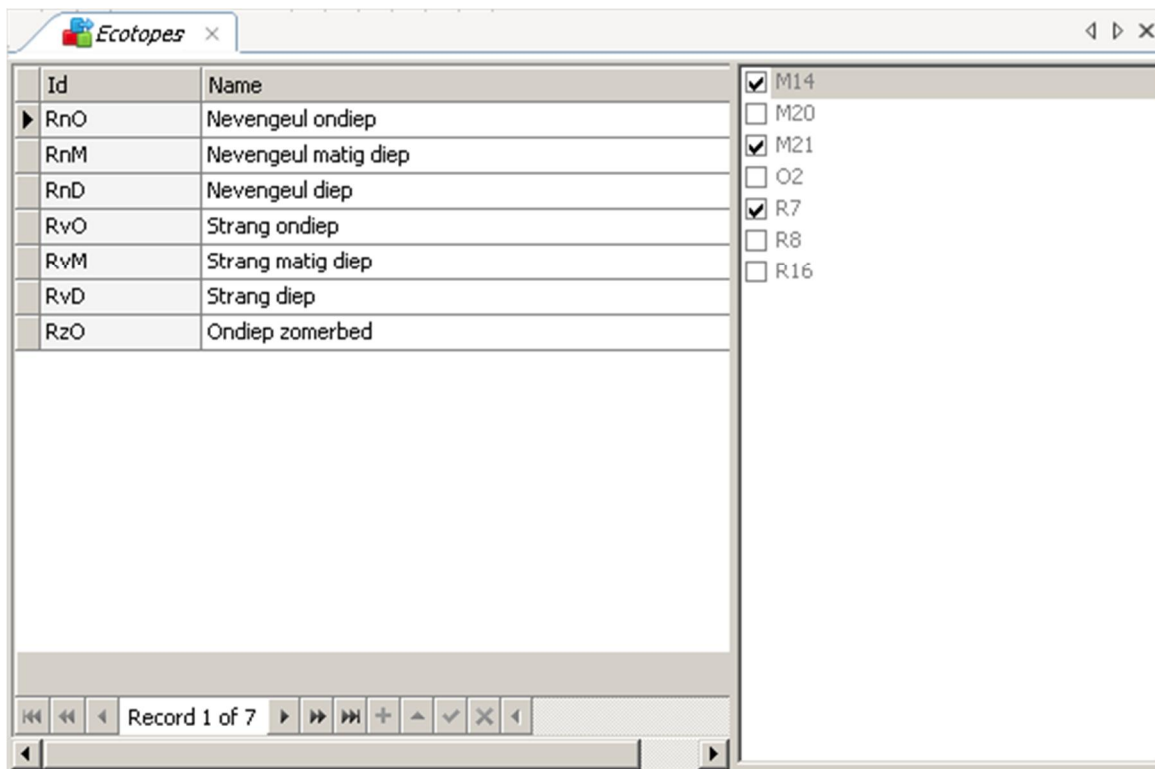 Ecotopes
Id Name
RnO Nevengeul ondiep
RnM Nevengeul matig diep
RnD Nevengeul diep
RvO Strang ondiep
RvM Strang matig diep
RvD Strang diep
RzO Ondiep zomerbed
Record 1 of 7
M14
M20
M21
O2
R7
R8
R16